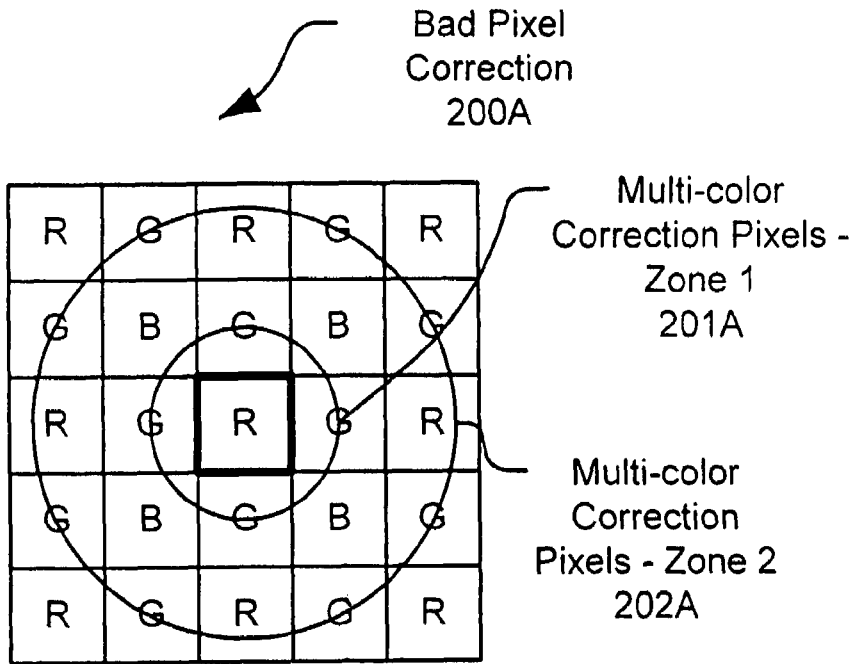 Bad Pixel
Correction
200A
Multi-color
Correction Pixels -
Zone 1
201A
R G R G R
G B G B G
R G R G R
G B G B G
R G R G R
Multi-color
Correction
Pixels - Zone 2
202A